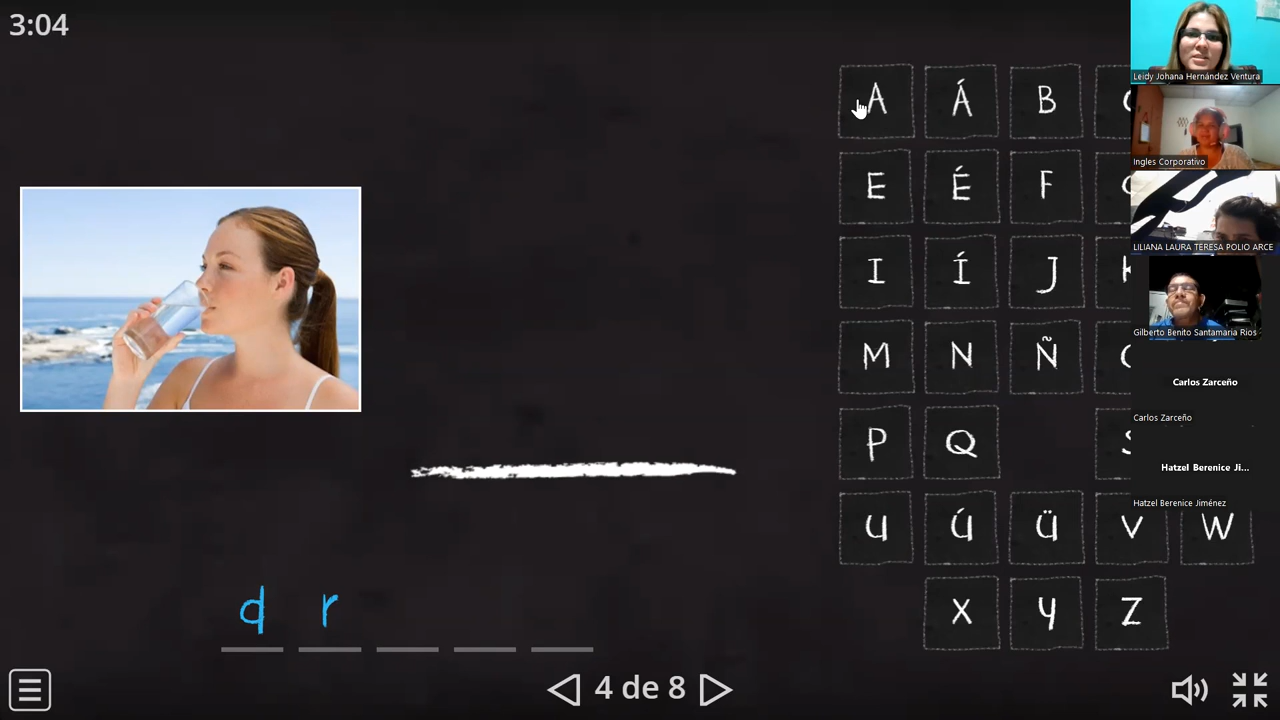 3:04
A Á B
E É F
I Í J
M N Ñ
P Q
U Ú Ü V W
X Y Z
d r
4 de 8
Leidy Johana Hernández Ventura
Ingles Corporativo
LILIANA LAURA TERESA POLIO ARCE
Gilberto Benito Santamaria Rios
Carlos Zarceño
Carlos Zarceño
Hatzel Berenice Ji...
Hatzel Berenice Jiménez